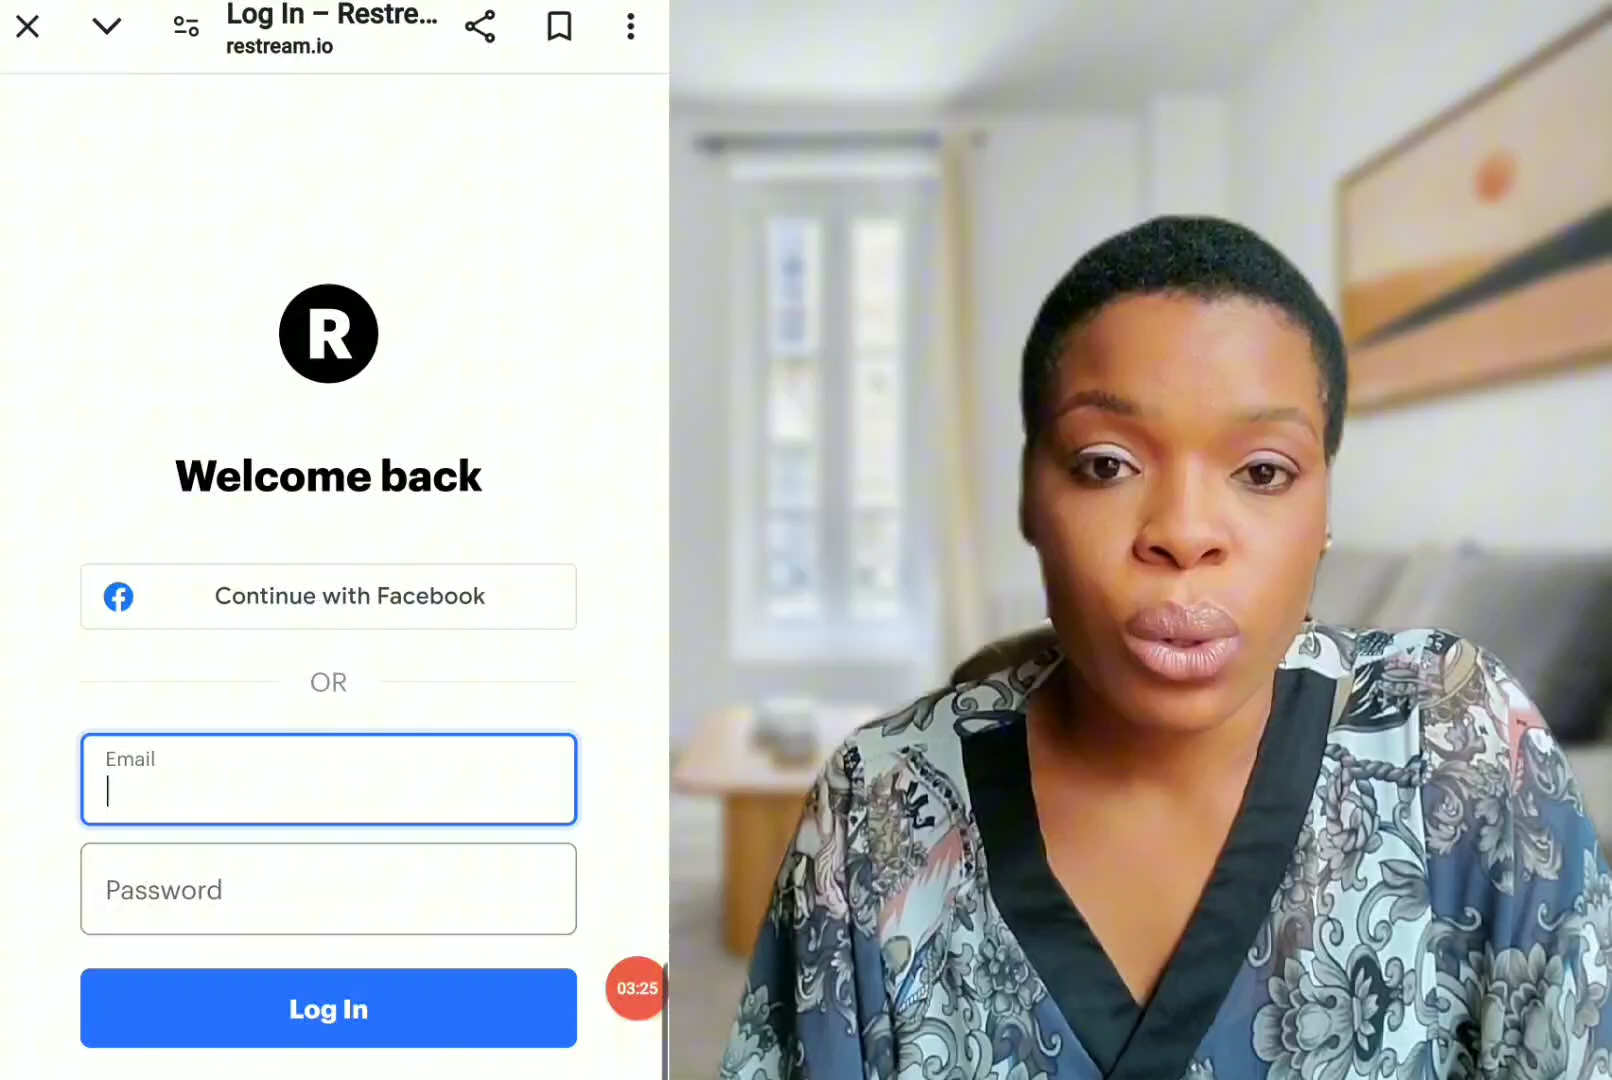 Log In – Restre...
restream.io
R
Welcome back
Continue with Facebook
OR
Email
Password
Log In
03:25